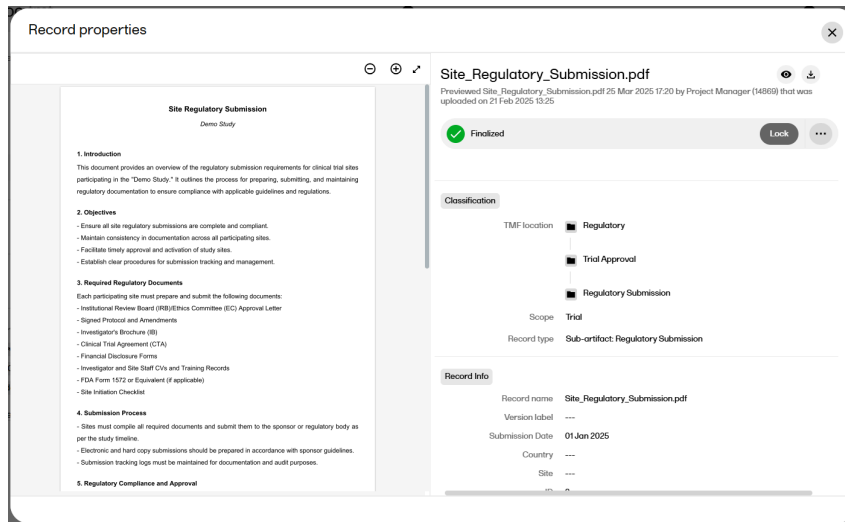 Record properties
Site Regulatory Submission
Demo Study
1. Introduction
This document provides an overview of the regulatory submission requirements for clinical trial sites
participating in the "Demo Study." It outlines the process for preparing, submitting, and maintaining
regulatory documentation to ensure compliance with applicable guidelines and regulations.
2. Objectives
- Ensure all site regulatory submissions are complete and compliant.
- Maintain consistency in documentation across all participating sites.
- Facilitate timely approval and activation of study sites.
- Establish clear procedures for submission tracking and management.
3. Required Regulatory Documents
Each participating site must prepare and submit the following documents:
- Institutional Review Board (IRB)/Ethics Committee (EC) Approval Letter
- Signed Protocol and Amendments
- Investigator's Brochure (IB)
- Clinical Trial Agreement (CTA)
- Financial Disclosure Forms
- Investigator and Site Staff CVs and Training Records
- FDA Form 1572 or Equivalent (if applicable)
- Site Initiation Checklist
4. Submission Process
- Sites must compile all required documents and submit them to the sponsor or regulatory body as
per the study timeline.
- Electronic and hard copy submissions should be prepared in accordance with sponsor guidelines.
- Submission tracking logs must be maintained for documentation and audit purposes.
5. Regulatory Compliance and Approval
Site_Regulatory_Submission.pdf
Previewed Site_Regulatory_Submission.pdf 25 Mar 2025 17:20 by Project Manager (14869) that was
uploaded on 21 Feb 2025 13:25
Finalized
Lock
Classification
TMF location Regulatory
Trial Approval
Regulatory Submission
Scope Trial
Record type Sub-artifact: Regulatory Submission
Record Info
Record name Site_Regulatory_Submission.pdf
Version label ---
Submission Date 01 Jan 2025
Country ---
Site ---